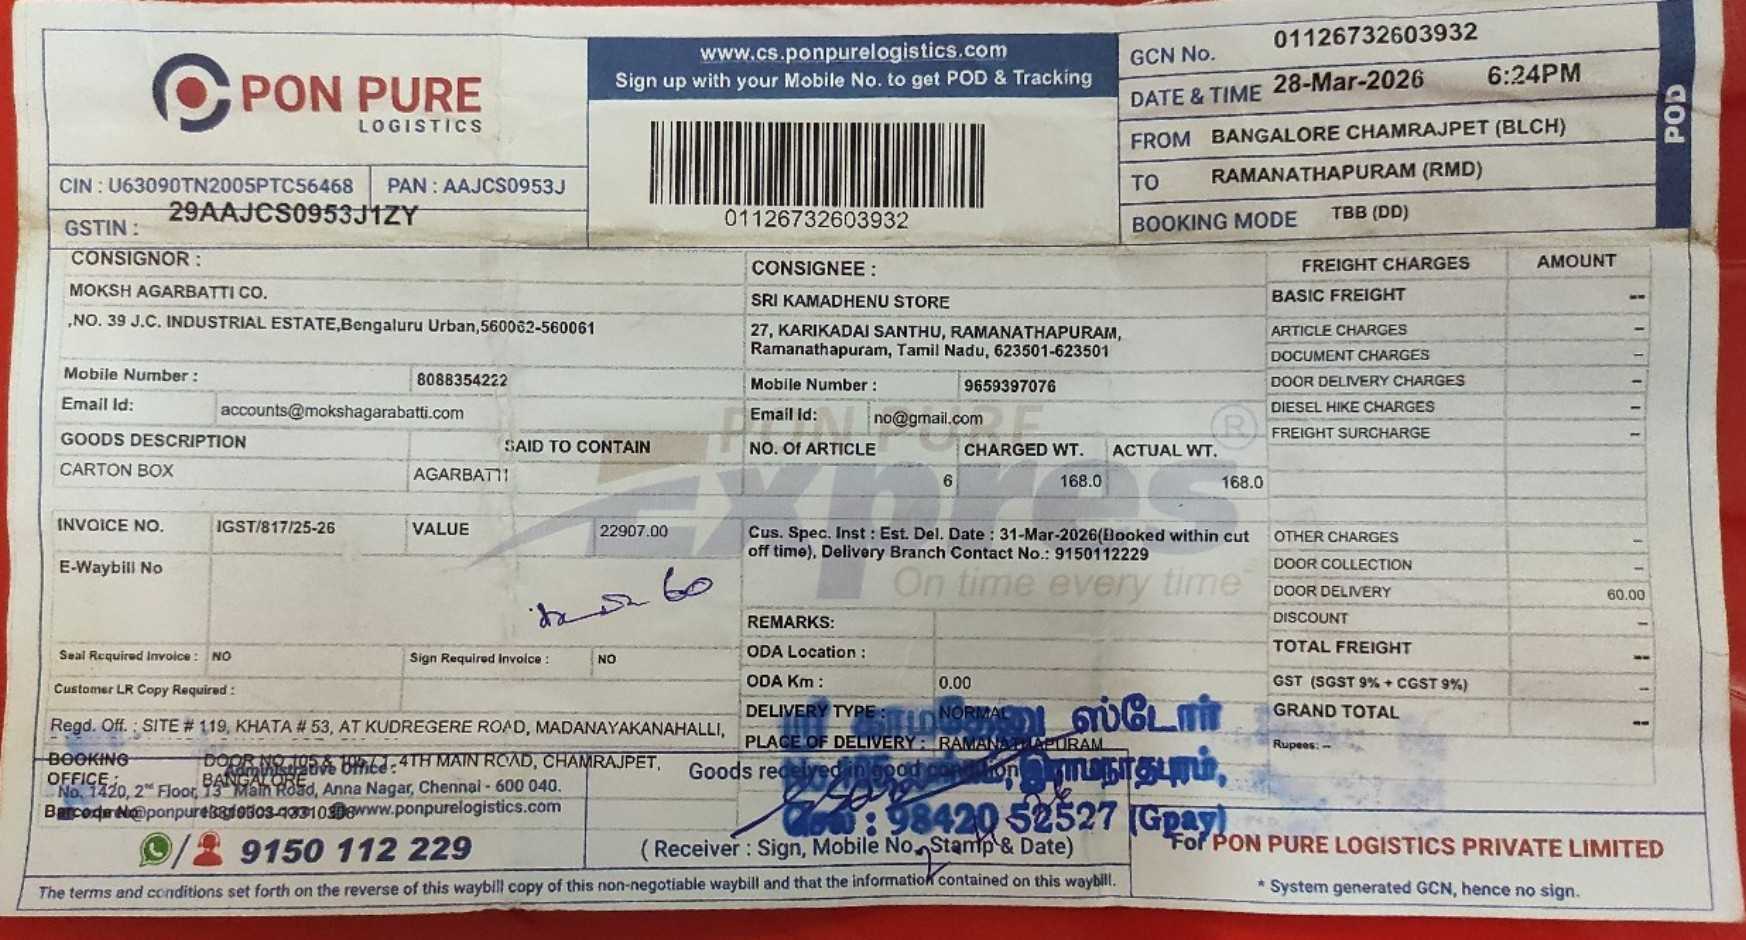 PON PURE
LOGISTICS
www.cs.ponpurelogistics.com
Sign up with your Mobile No. to get POD & Tracking
01126732603932
GCN No. 01126732603932
DATE & TIME 28-Mar-2026 6:24PM
FROM BANGALORE CHAMRAJPET (BLCH)
TO RAMANATHAPURAM (RMD)
BOOKING MODE TBB (DD)
POD
CIN : U63090TN2005PTC56468 PAN : AAJCS0953J
GSTIN : 29AAJCS0953J1ZY
CONSIGNOR :
MOKSH AGARBATTI CO.
,NO. 39 J.C. INDUSTRIAL ESTATE,Bengaluru Urban,560062-560061
Mobile Number : 8088354222
Email Id: accounts@mokshagarabatti.com
GOODS DESCRIPTION SAID TO CONTAIN
CARTON BOX AGARBATTI
INVOICE NO. IGST/817/25-26 VALUE 22907.00
E-Waybill No
60
Seal Required Invoice : NO Sign Required Invoice : NO
Customer LR Copy Required :
CONSIGNEE :
SRI KAMADHENU STORE
27, KARIKADAI SANTHU, RAMANATHAPURAM,
Ramanathapuram, Tamil Nadu, 623501-623501
Mobile Number : 9659397076
Email Id: no@gmail.com
NO. Of ARTICLE CHARGED WT. ACTUAL WT.
6 168.0 168.0
PON PURE
Expres ®
On time every time
Cus. Spec. Inst : Est. Del. Date : 31-Mar-2026(Booked within cut
off time), Delivery Branch Contact No.: 9150112229
REMARKS:
ODA Location :
ODA Km : 0.00
DELIVERY TYPE : NORMAL
PLACE OF DELIVERY : RAMANATHAPURAM
FREIGHT CHARGES AMOUNT
BASIC FREIGHT --
ARTICLE CHARGES –
DOCUMENT CHARGES –
DOOR DELIVERY CHARGES –
DIESEL HIKE CHARGES –
FREIGHT SURCHARGE –
OTHER CHARGES –
DOOR COLLECTION –
DOOR DELIVERY 60.00
DISCOUNT –
TOTAL FREIGHT --
GST (SGST 9% + CGST 9%) –
GRAND TOTAL --
Rupees: –
Regd. Off. : SITE # 119, KHATA # 53, AT KUDREGERE ROAD, MADANAYAKANAHALLI,
BOOKING OFFICE : DOOR NO 105 & 4TH MAIN ROAD, CHAMRAJPET, BANGALORE
Administrative Office :
No. 1420, 2nd Floor, 13th Main Road, Anna Nagar, Chennai - 600 040.
Barcode No
www.ponpurelogistics.com
9150 112 229
ஸ்டோர்
Goods received in good condition
இராமநாதபுரம்,
செல் : 98420 52527 (Gpay)
( Receiver : Sign, Mobile No., Stamp & Date)
For PON PURE LOGISTICS PRIVATE LIMITED
* System generated GCN, hence no sign.
The terms and conditions set forth on the reverse of this waybill copy of this non-negotiable waybill and that the information contained on this waybill.